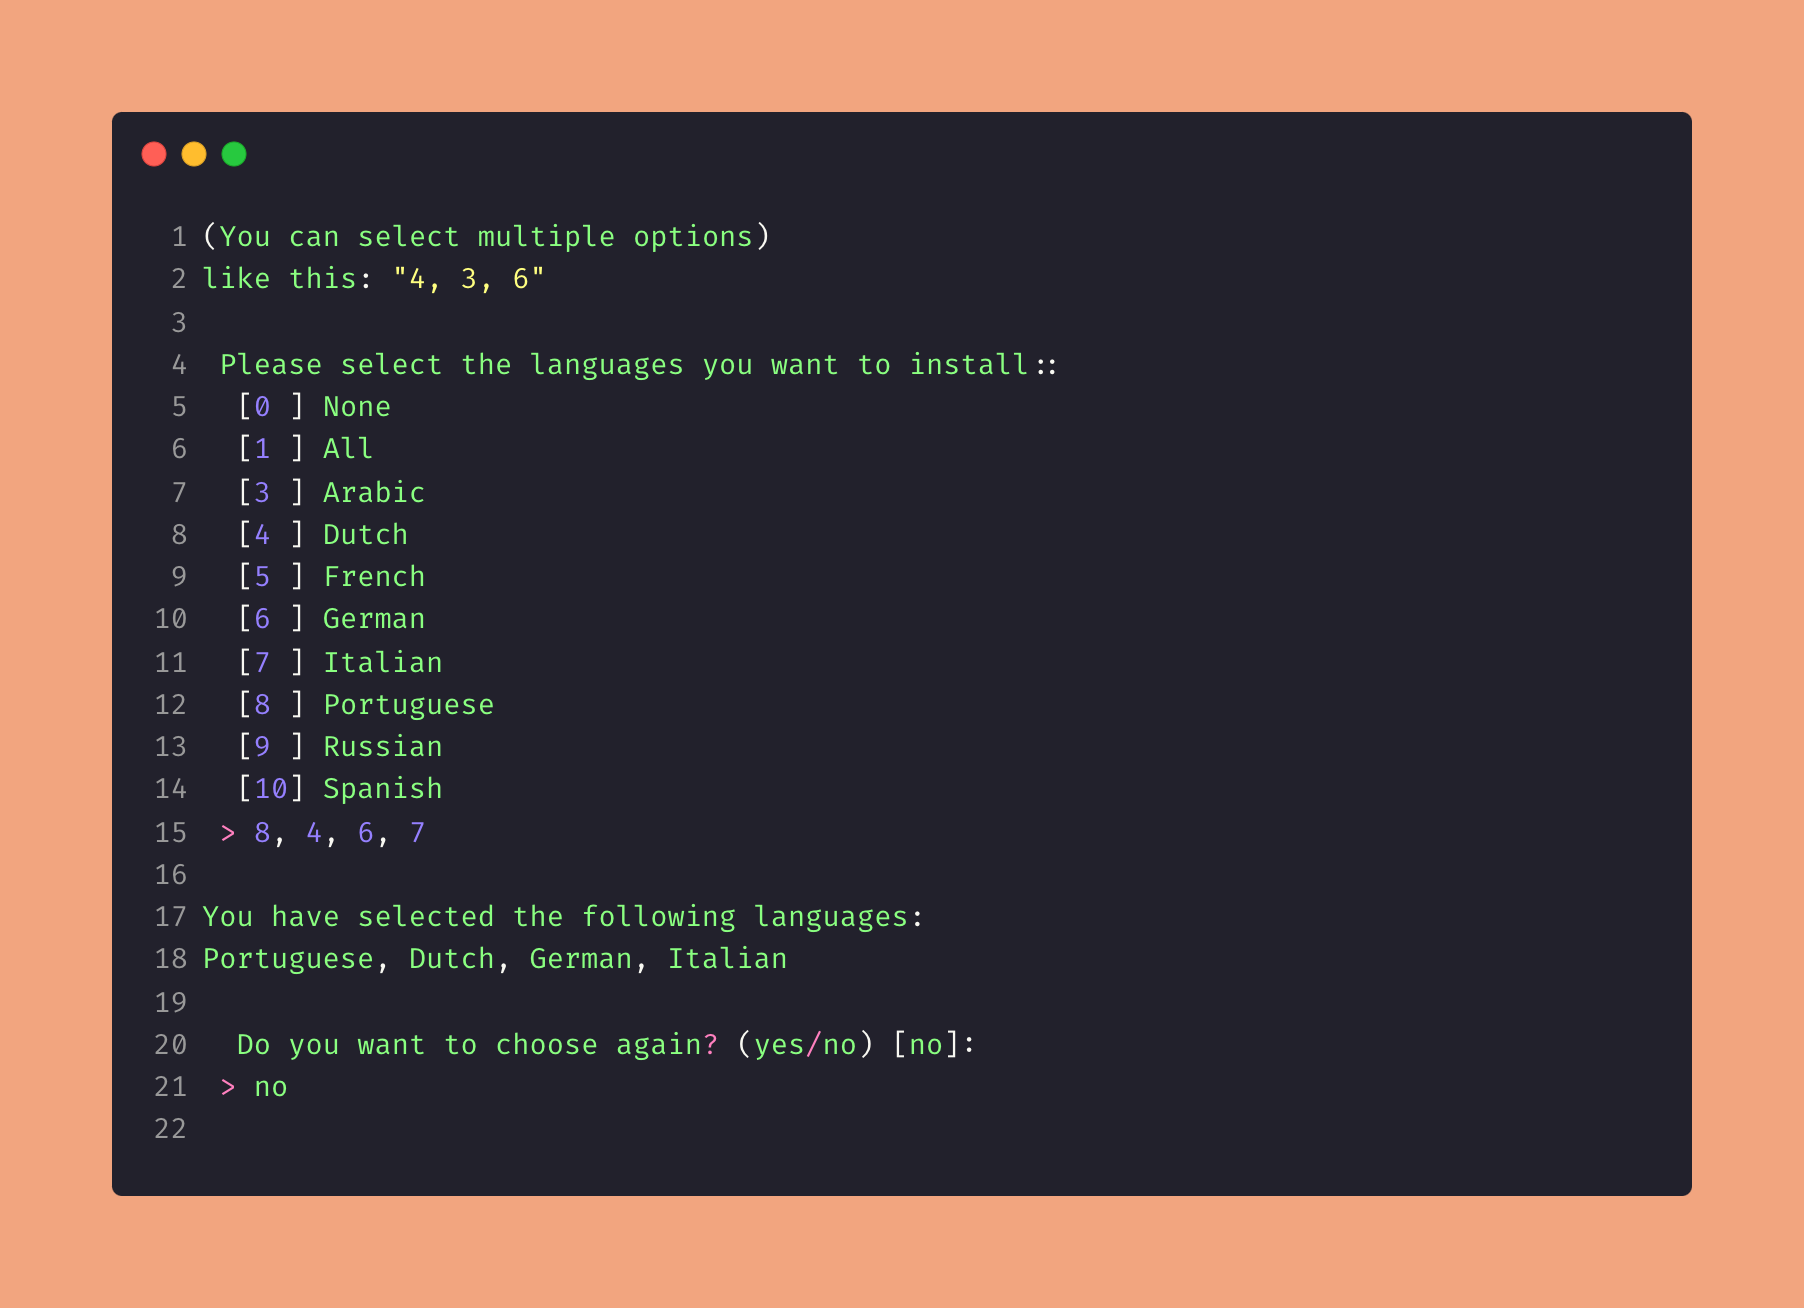 1 (You can select multiple options)
2 like this: "4, 3, 6"
3
4 Please select the languages you want to install::
5 [0 ] None
6 [1 ] All
7 [3 ] Arabic
8 [4 ] Dutch
9 [5 ] French
10 [6 ] German
11 [7 ] Italian
12 [8 ] Portuguese
13 [9 ] Russian
14 [10] Spanish
15 > 8, 4, 6, 7
16
17 You have selected the following languages:
18 Portuguese, Dutch, German, Italian
19
20 Do you want to choose again? (yes/no) [no]:
21 > no
22